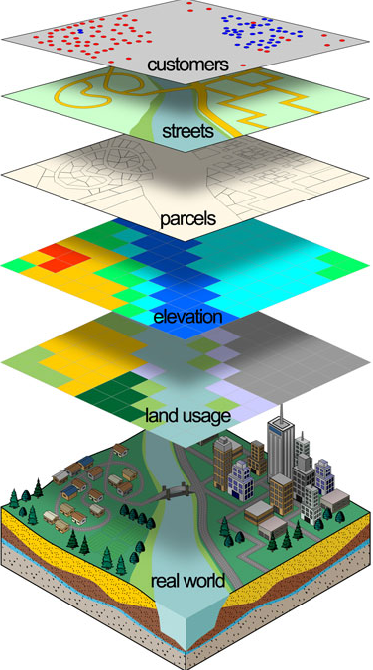 customers
streets
parcels
elevation
land usage
real world